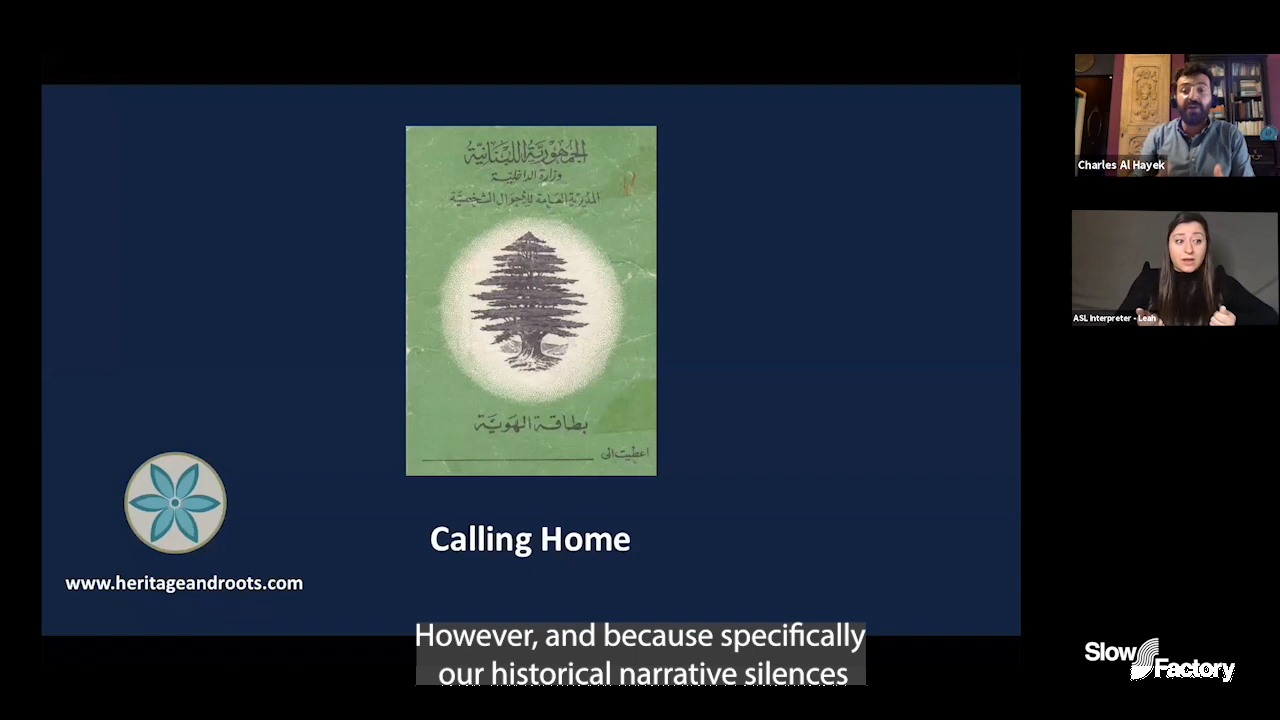 الجمهورية اللبنانية
وزارة الداخلية
المديرية العامة للأحوال الشخصية
بطاقة الهوية
اعطيت الى
Calling Home
www.heritageandroots.com
However, and because specifically
our historical narrative silences
Charles Al Hayek
ASL Interpreter - Leah
Slow
Factory